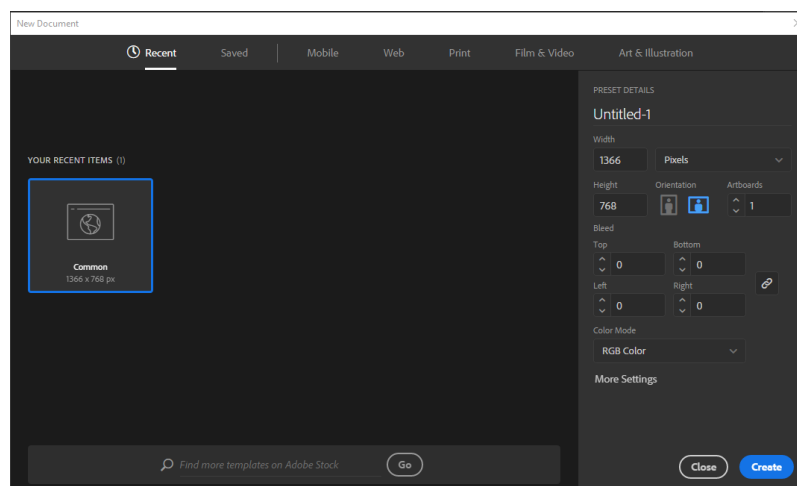 New Document
Recent Saved Mobile Web Print Film & Video Art & Illustration
PRESET DETAILS
Untitled-1
Width
1366 Pixels
Height Orientation Artboards
768 1
Bleed
Top Bottom
0 0
Left Right
0 0
Color Mode
RGB Color
More Settings
YOUR RECENT ITEMS (1)
Common
1366 x 768 px
Find more templates on Adobe Stock Go
Close Create